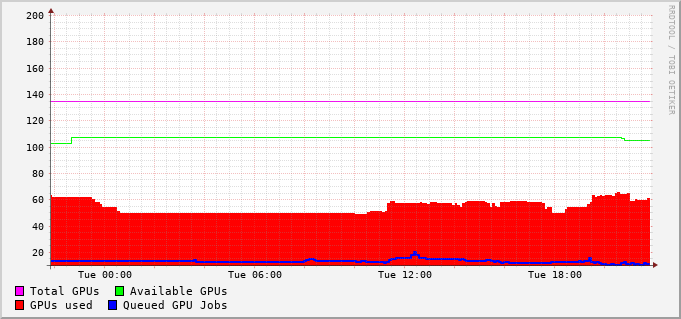 RRDTOOL / TOBI OETIKER
200
180
160
140
120
100
80
60
40
20
Tue 00:00 Tue 06:00 Tue 12:00 Tue 18:00
Total GPUs Available GPUs
GPUs used Queued GPU Jobs